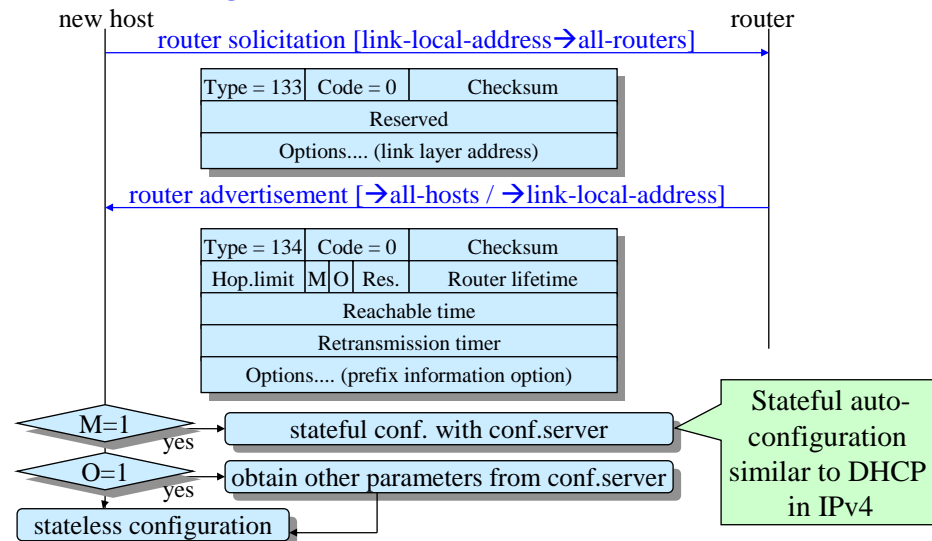 new host
router
router solicitation [link-local-address→all-routers]
Type = 133 Code = 0 Checksum
Reserved
Options.... (link layer address)
router advertisement [→all-hosts / →link-local-address]
Type = 134 Code = 0 Checksum
Hop.limit M O Res. Router lifetime
Reachable time
Retransmission timer
Options.... (prefix information option)
M=1
yes
stateful conf. with conf.server
Stateful auto-
configuration
similar to DHCP
in IPv4
O=1
yes
obtain other parameters from conf.server
stateless configuration